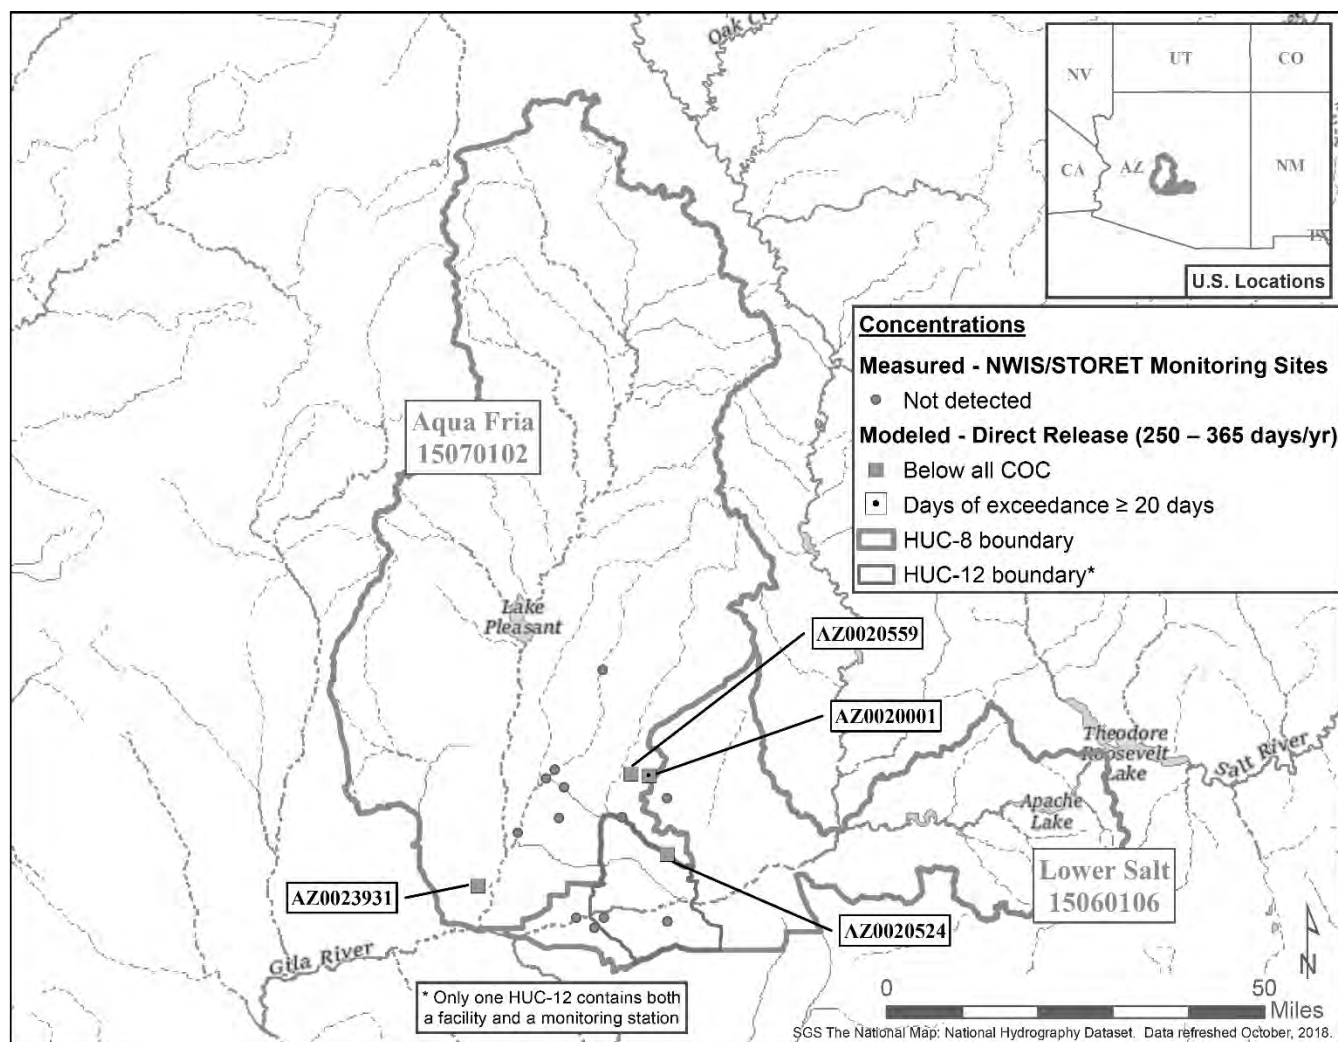 Oak Cr
NV
UT
CO
CA
AZ
NM
TX
U.S. Locations
Concentrations
Measured - NWIS/STORET Monitoring Sites
Not detected
Modeled - Direct Release (250 – 365 days/yr)
Below all COC
Days of exceedance ≥ 20 days
HUC-8 boundary
HUC-12 boundary*
Aqua Fria
15070102
Lake
Pleasant
AZ0020559
AZ0020001
Theodore
Roosevelt
Lake
Salt River
Apache
Lake
Lower Salt
15060106
AZ0023931
AZ0020524
Gila River
* Only one HUC-12 contains both
a facility and a monitoring station
N
0 50
Miles
SGS The National Map: National Hydrography Dataset. Data refreshed October, 2018.